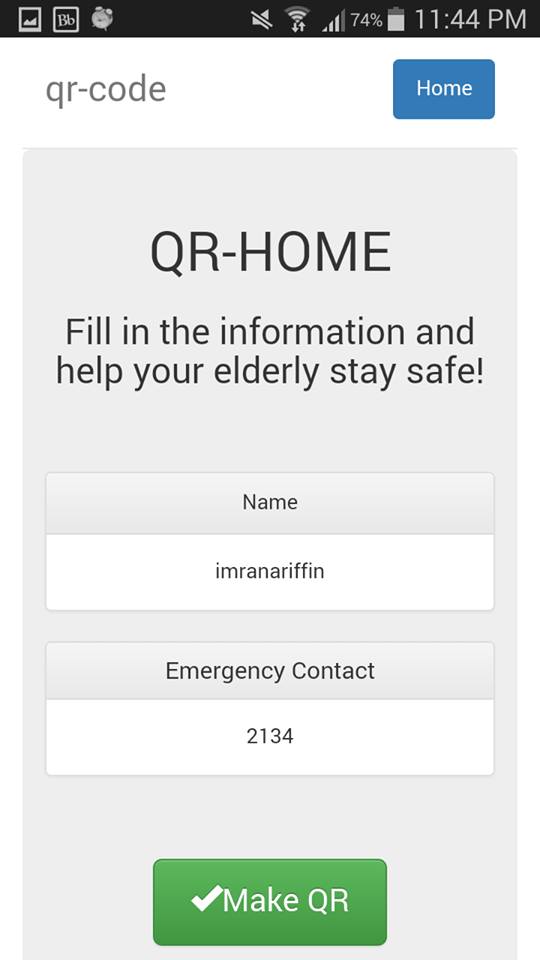 Bb 74% 11:44 PM
qr-code
Home
QR-HOME
Fill in the information and
help your elderly stay safe!
Name
imranariffin
Emergency Contact
2134
Make QR